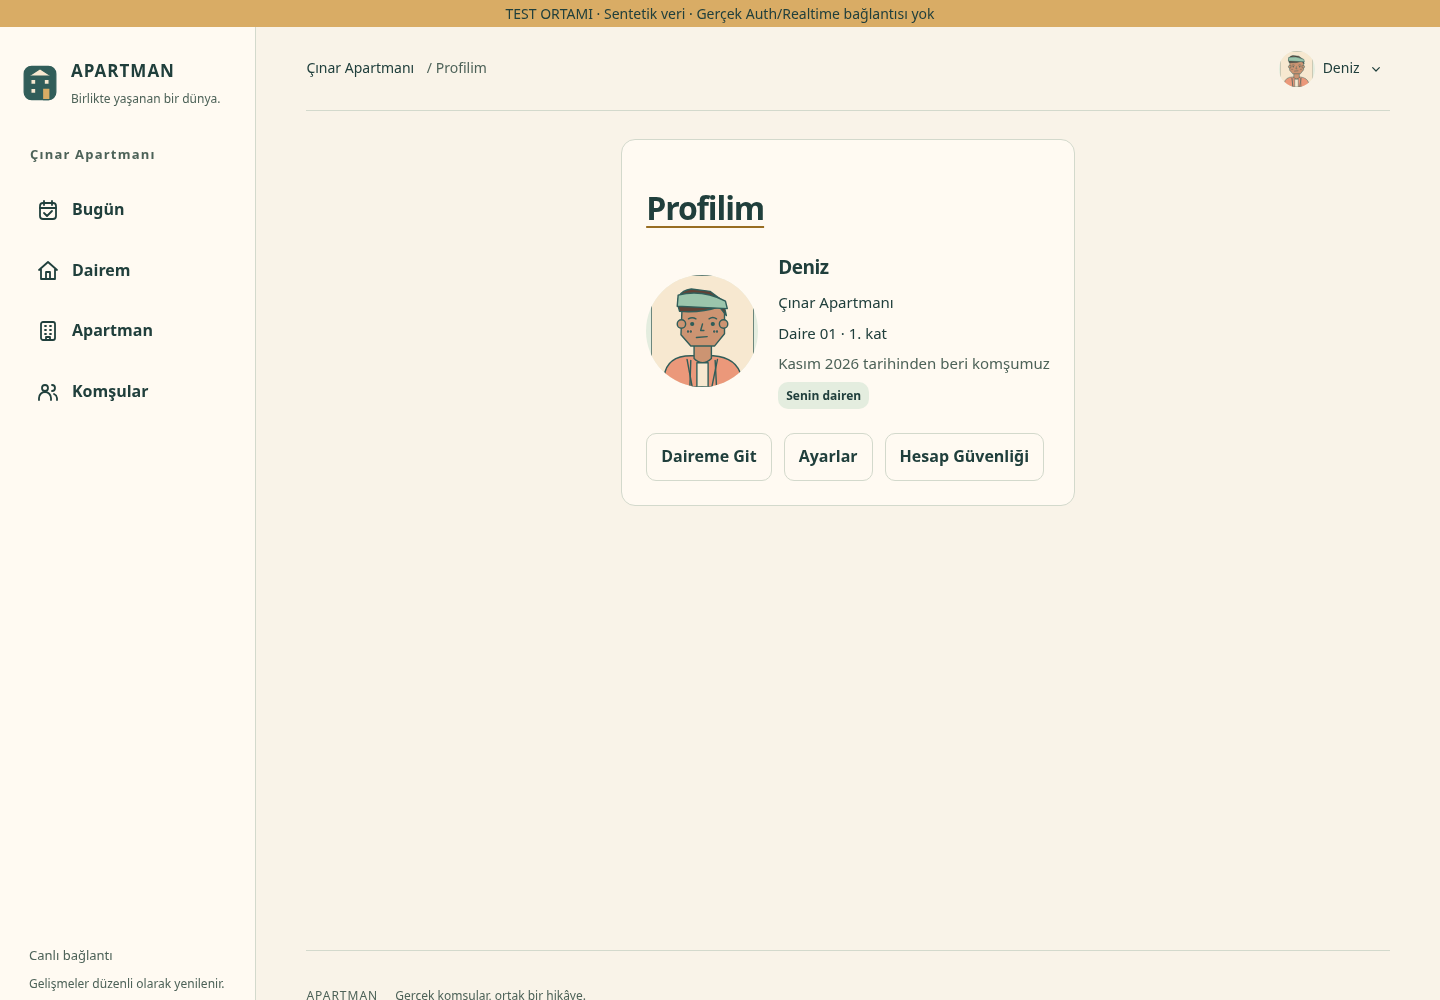 TEST ORTAMI · Sentetik veri · Gerçek Auth/Realtime bağlantısı yok
APARTMAN
Birlikte yaşanan bir dünya.
Çınar Apartmanı
Bugün
Dairem
Apartman
Komşular
Canlı bağlantı
Gelişmeler düzenli olarak yenilenir.
Çınar Apartmanı / Profilim
Deniz
Profilim
Deniz
Çınar Apartmanı
Daire 01 · 1. kat
Kasım 2026 tarihinden beri komşumuz
Senin dairen
Daireme Git
Ayarlar
Hesap Güvenliği
APARTMAN Gerçek komşular, ortak bir hikâye.